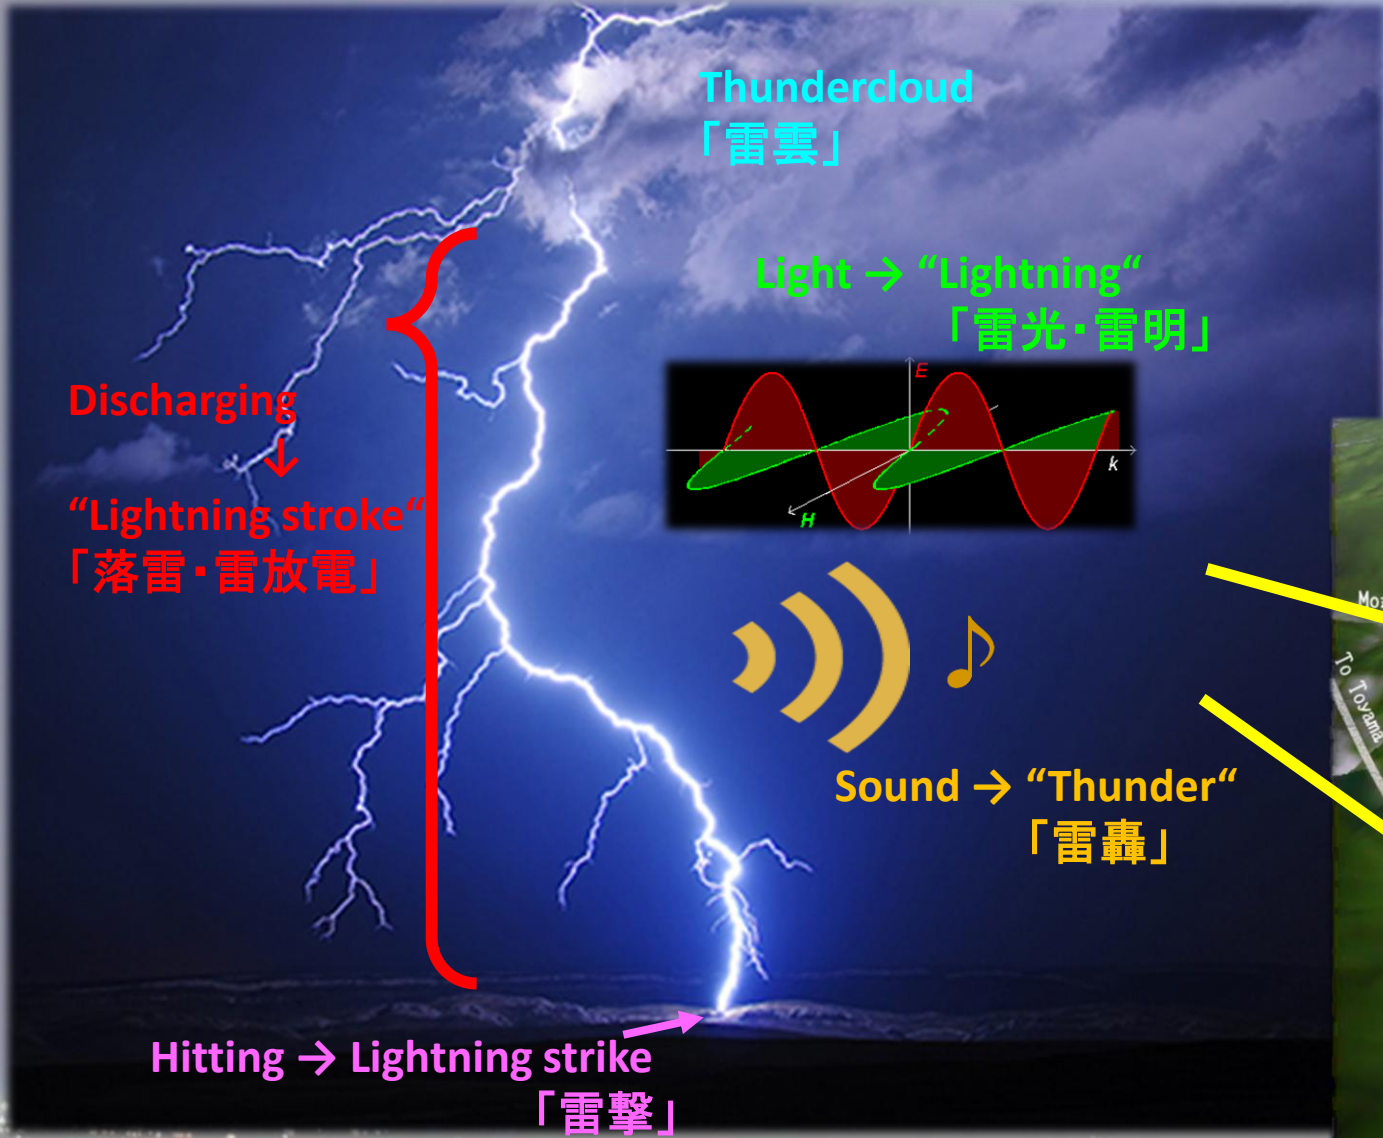 Thundercloud
「雷雲」
Light → “Lightning“
「雷光・雷明」
E
k
H
Discharging
↓
“Lightning stroke“
「落雷・雷放電」
To Toyama
Sound → “Thunder“
「雷轟」
Hitting → Lightning strike
「雷撃」